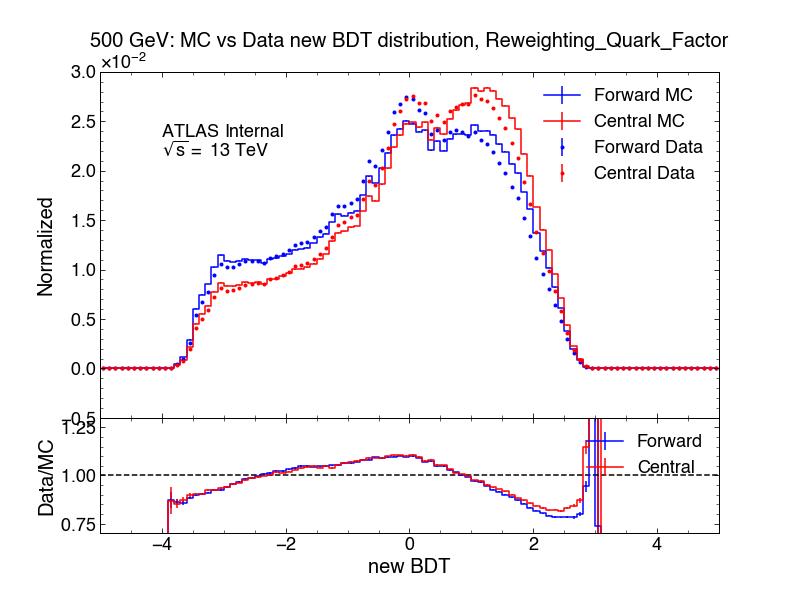 500 GeV: MC vs Data new BDT distribution, Reweighting_Quark_Factor
×10⁻²
3.0
2.5
2.0
1.5
1.0
0.5
0.0
−0.5
Normalized
ATLAS Internal
√s = 13 TeV
Forward MC
Central MC
Forward Data
Central Data
1.25
1.00
0.75
Data/MC
Forward
Central
−4 −2 0 2 4
new BDT